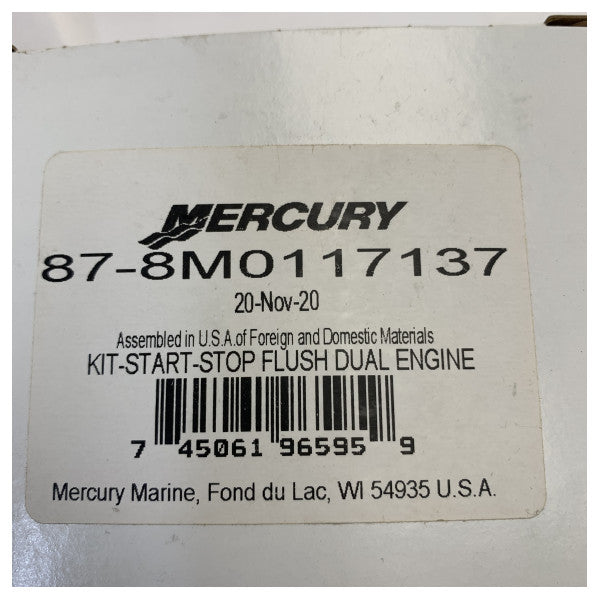 MERCURY
87-8M0117137
20-Nov-20
Assembled in U.S.A.of Foreign and Domestic Materials
KIT-START-STOP FLUSH DUAL ENGINE
7 45061 96595 9
Mercury Marine, Fond du Lac, WI 54935 U.S.A.